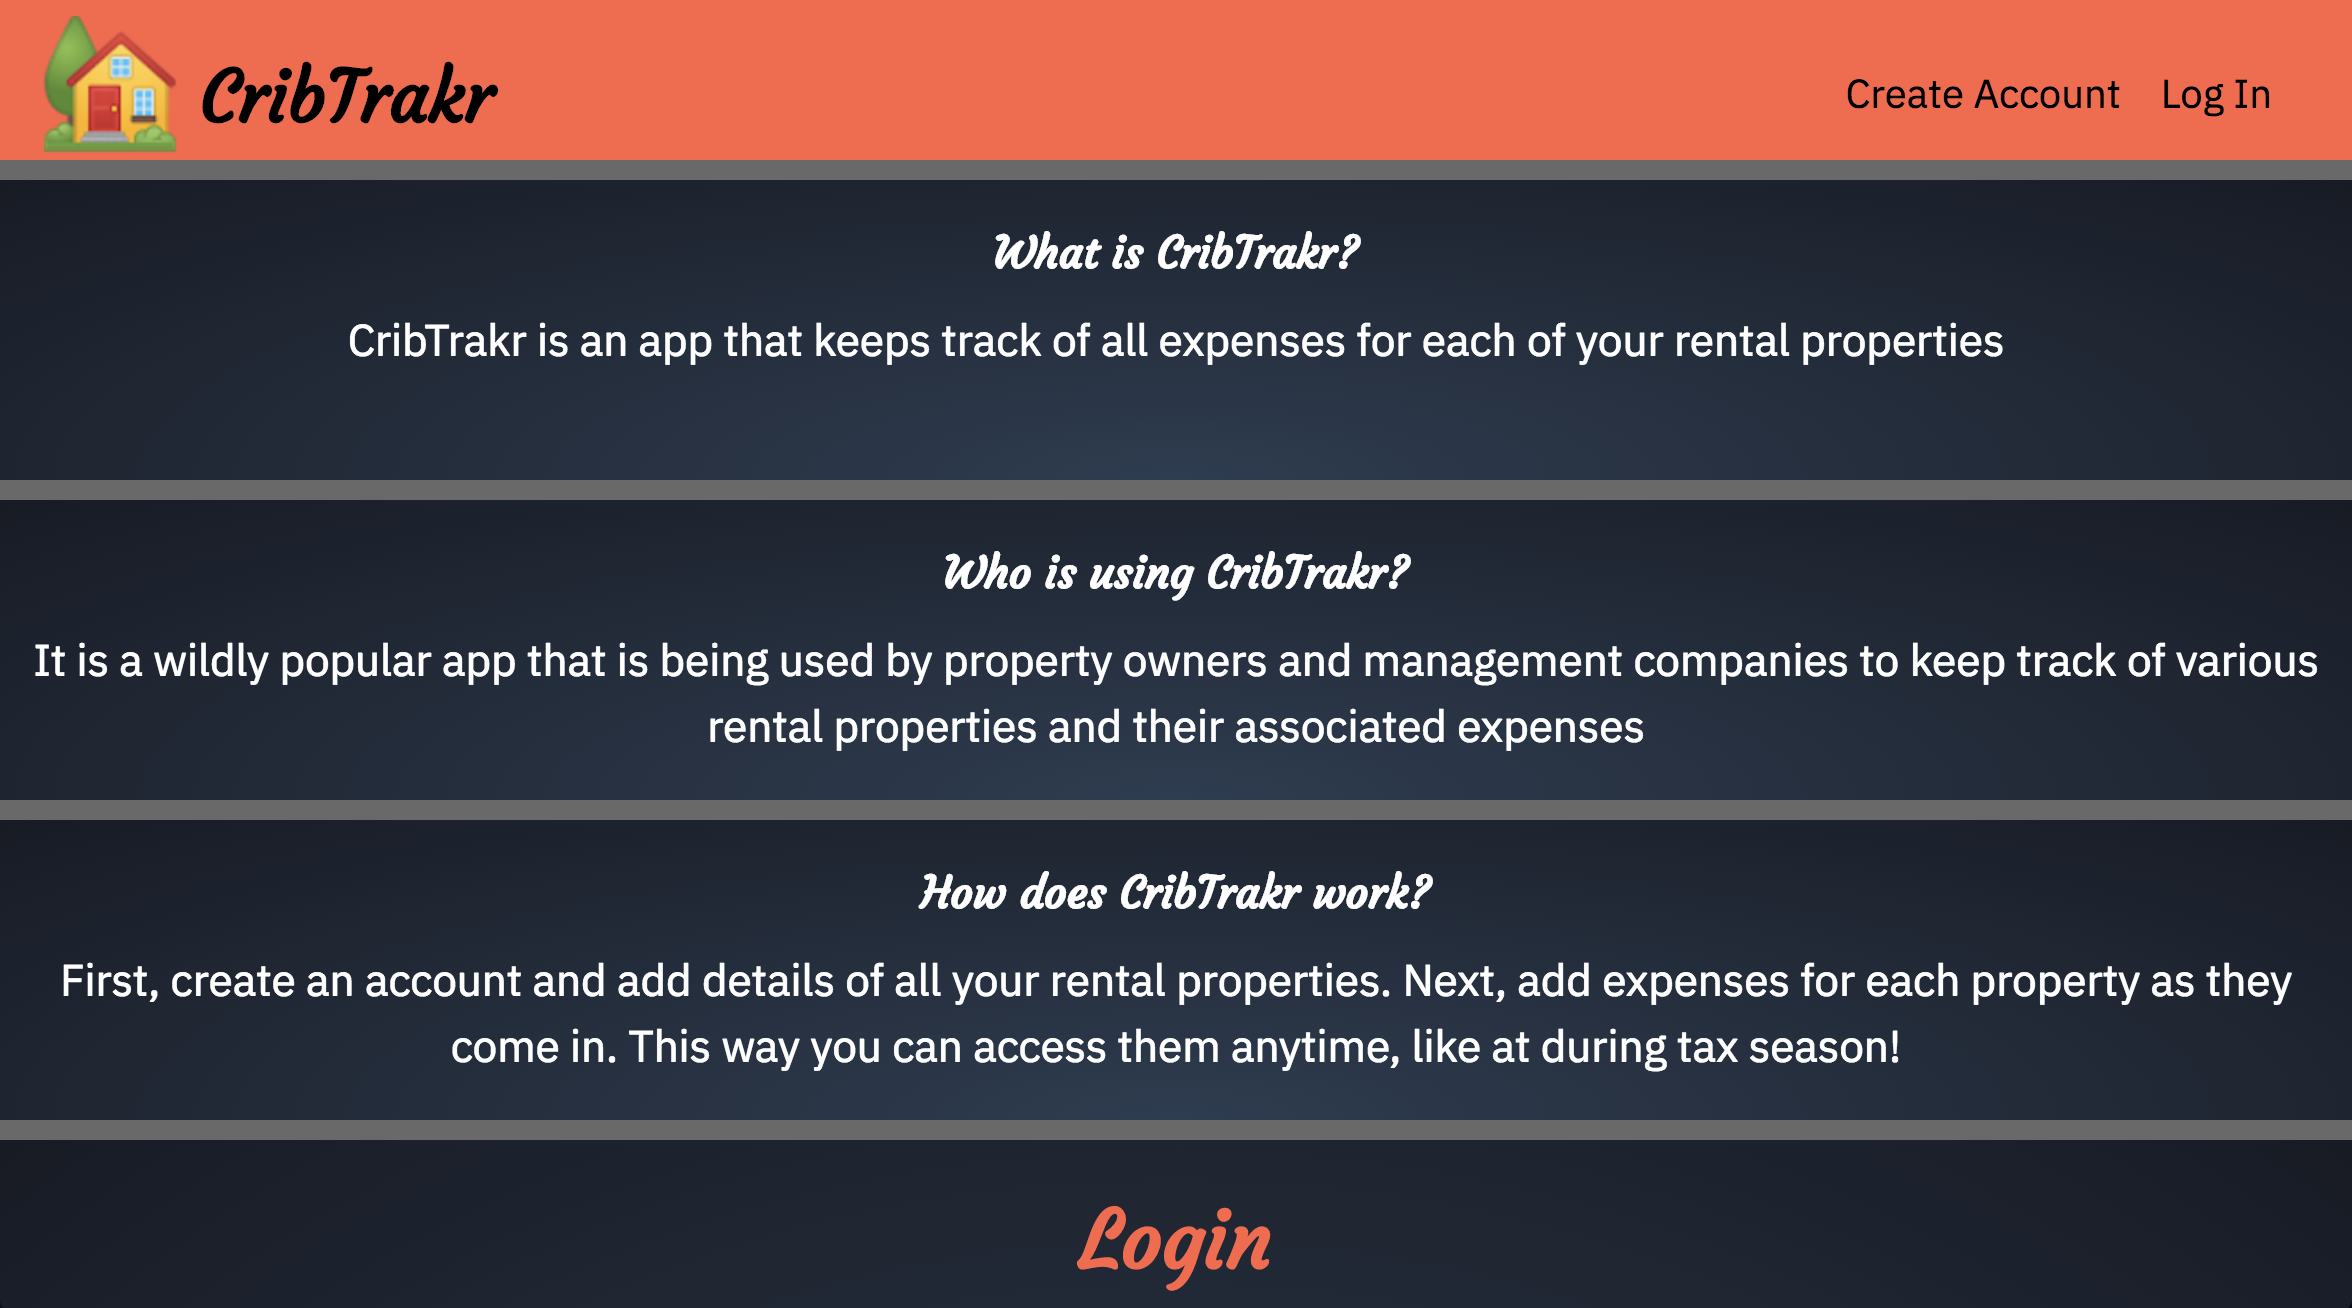 CribTrakr
Create Account
Log In
What is CribTrakr?
CribTrakr is an app that keeps track of all expenses for each of your rental properties
Who is using CribTrakr?
It is a wildly popular app that is being used by property owners and management companies to keep track of various
rental properties and their associated expenses
How does CribTrakr work?
First, create an account and add details of all your rental properties. Next, add expenses for each property as they
come in. This way you can access them anytime, like at during tax season!
Login